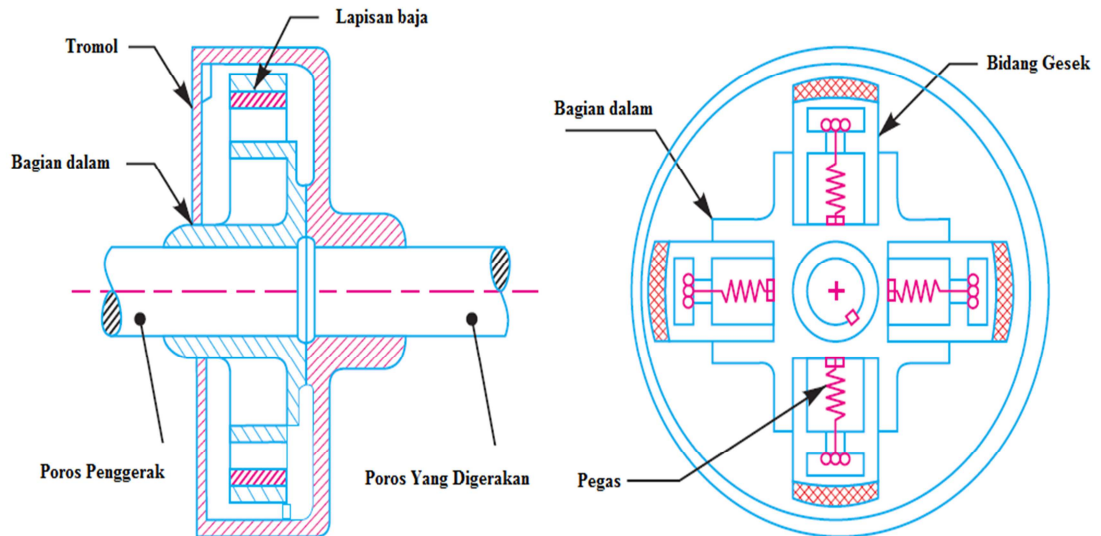 Lapisan baja
Tromol
Bagian dalam
Poros Penggerak
Poros Yang Digerakan
Bidang Gesek
Bagian dalam
Pegas